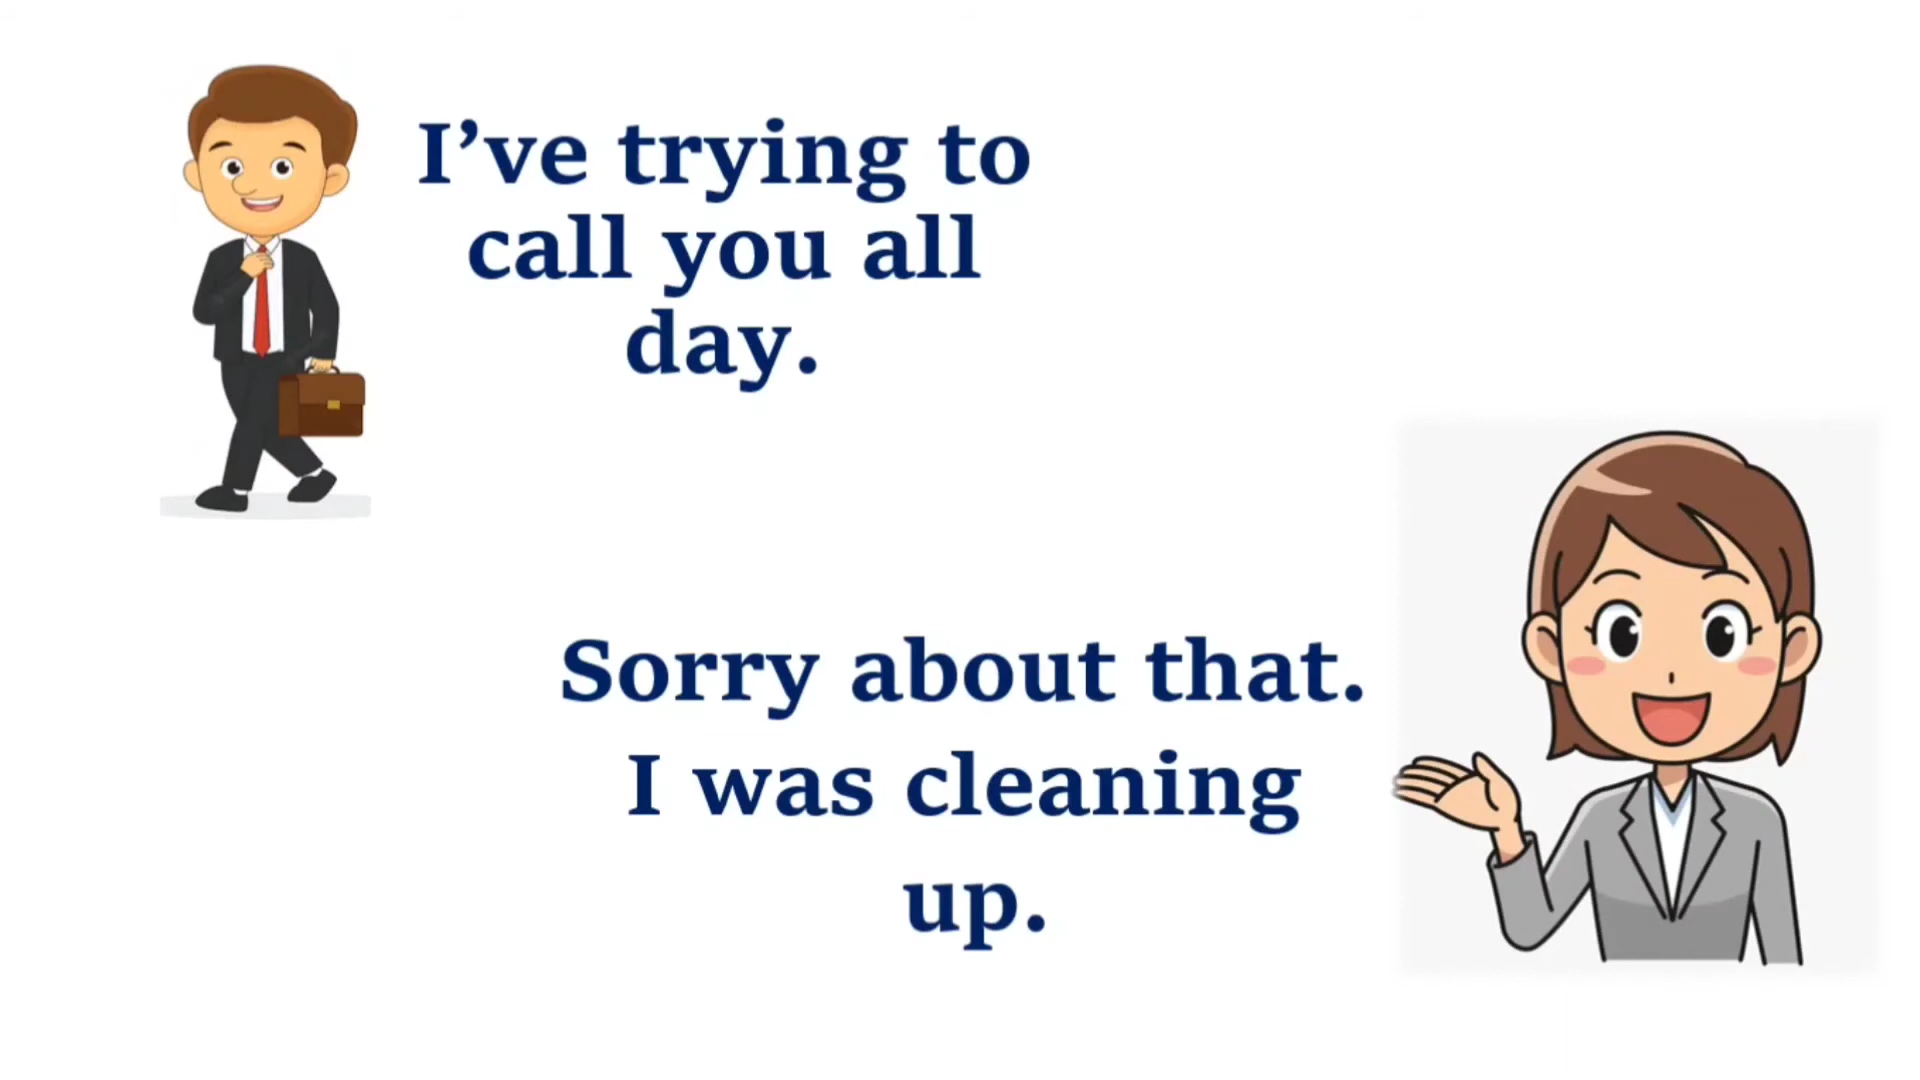 I’ve trying to
call you all
day.
Sorry about that.
I was cleaning
up.